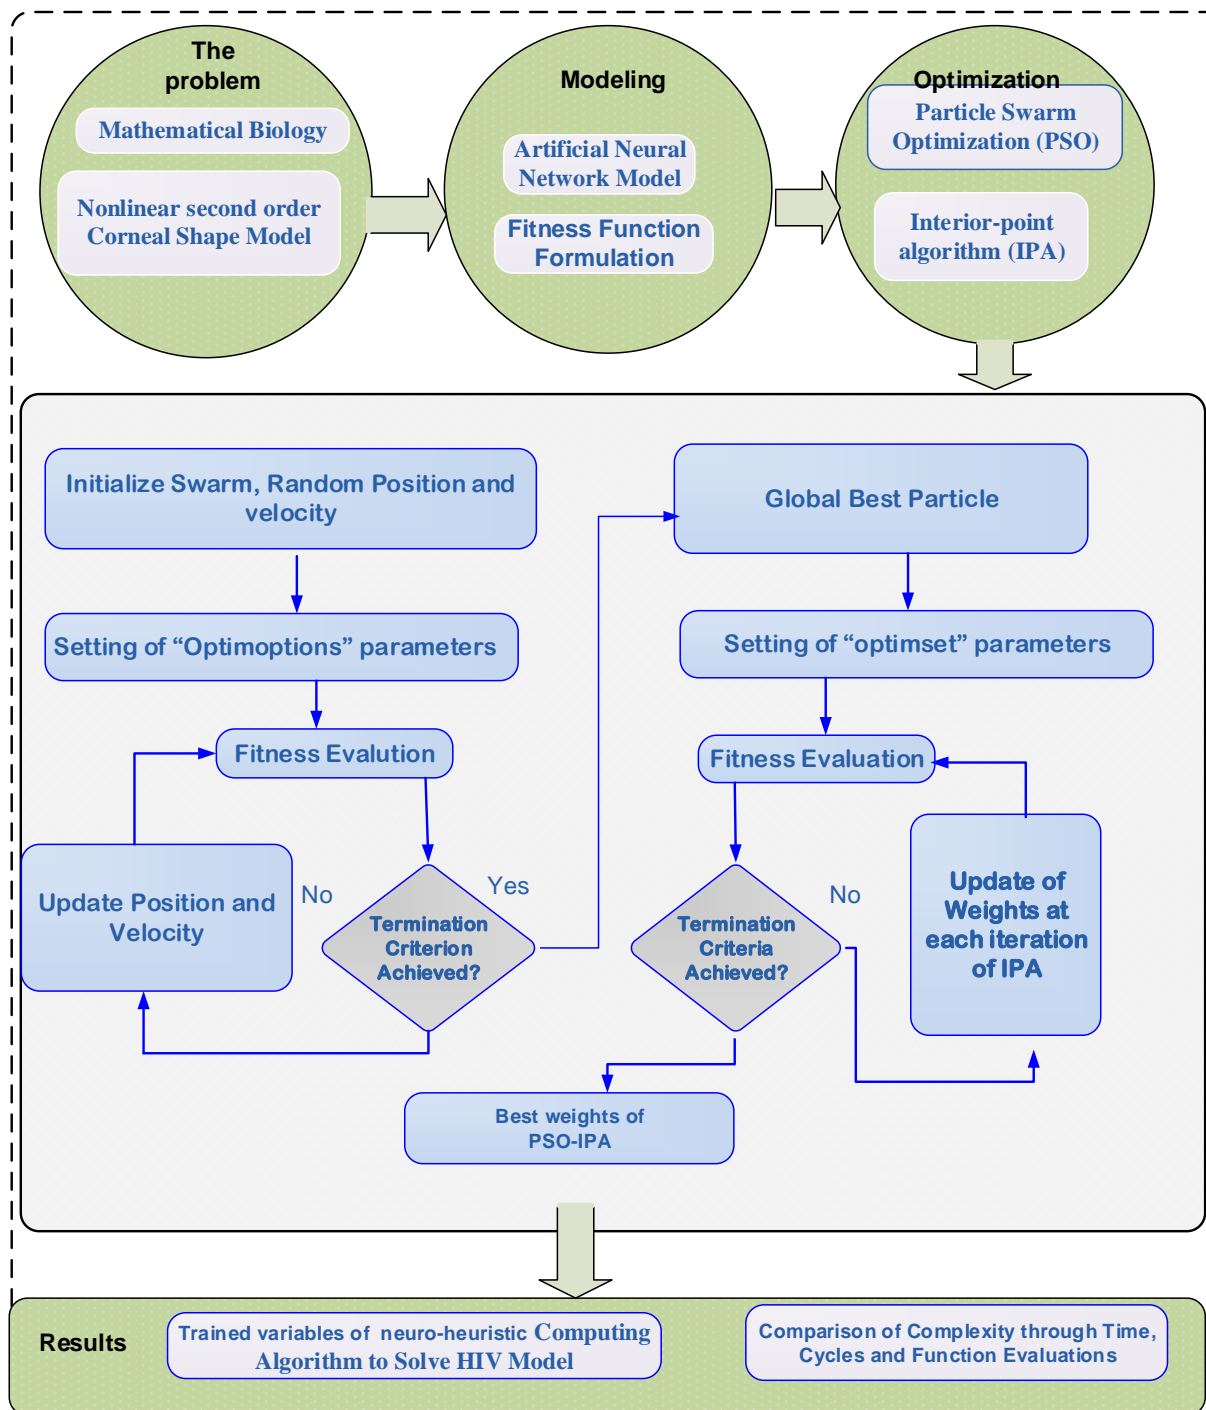 The
problem
Mathematical Biology
Nonlinear second order
Corneal Shape Model
Modeling
Artificial Neural
Network Model
Fitness Function
Formulation
Optimization
Particle Swarm
Optimization (PSO)
Interior-point
algorithm (IPA)
Initialize Swarm, Random Position and
velocity
Setting of “Optimoptions” parameters
Fitness Evalution
Update Position and
Velocity
No
Termination
Criterion
Achieved?
Yes
Global Best Particle
Setting of “optimset” parameters
Fitness Evaluation
Termination
Criteria
Achieved?
No
Update of
Weights at
each iteration
of IPA
Best weights of
PSO-IPA
Results
Trained variables of neuro-heuristic Computing
Algorithm to Solve HIV Model
Comparison of Complexity through Time,
Cycles and Function Evaluations